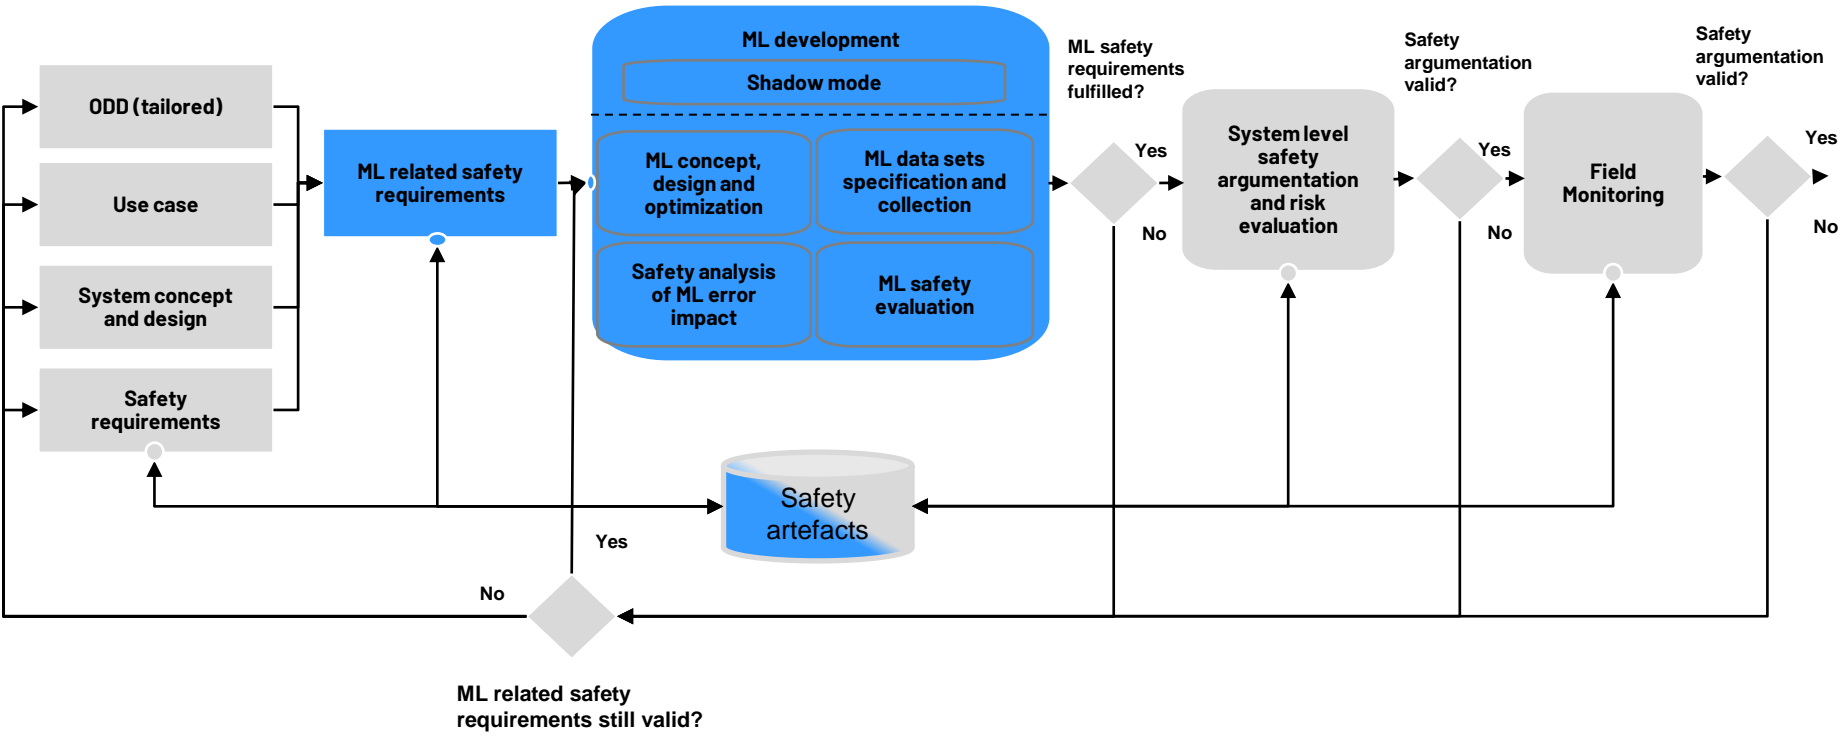 ODD (tailored)
Use case
System concept
and design
Safety
requirements
ML related safety
requirements
ML development
Shadow mode
ML concept,
design and
optimization
ML data sets
specification and
collection
Safety analysis
of ML error
impact
ML safety
evaluation
ML safety
requirements
fulfilled?
Yes
No
System level
safety
argumentation
and risk
evaluation
Safety
argumentation
valid?
Yes
No
Field
Monitoring
Safety
argumentation
valid?
Yes
No
Safety
artefacts
Yes
No
ML related safety
requirements still valid?